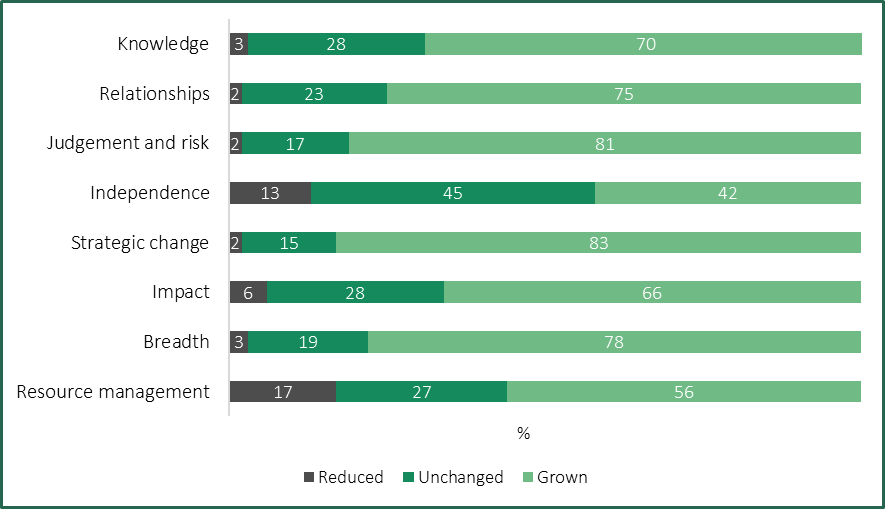 Knowledge 3 28 70
Relationships 2 23 75
Judgement and risk 2 17 81
Independence 13 45 42
Strategic change 2 15 83
Impact 6 28 66
Breadth 3 19 78
Resource management 17 27 56
%
Reduced Unchanged Grown